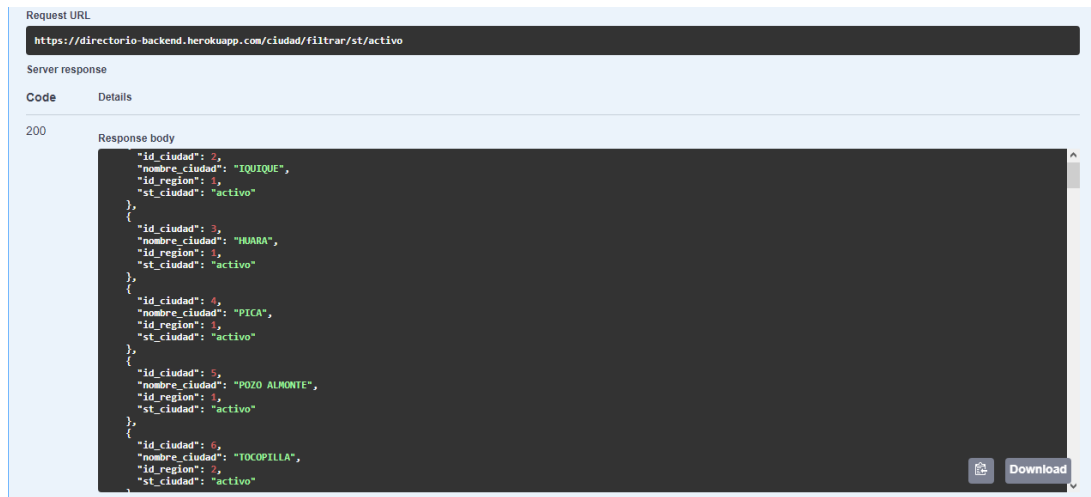 Request URL
https://directorio-backend.herokuapp.com/ciudad/filtrar/st/activo
Server response
Code Details
200
Response body
"id_ciudad": 2,
"nombre_ciudad": "IQUIQUE",
"id_region": 1,
"st_ciudad": "activo"
},
{
"id_ciudad": 3,
"nombre_ciudad": "HUARA",
"id_region": 1,
"st_ciudad": "activo"
},
{
"id_ciudad": 4,
"nombre_ciudad": "PICA",
"id_region": 1,
"st_ciudad": "activo"
},
{
"id_ciudad": 5,
"nombre_ciudad": "POZO ALMONTE",
"id_region": 1,
"st_ciudad": "activo"
},
{
"id_ciudad": 6,
"nombre_ciudad": "TOCOPILLA",
"id_region": 2,
"st_ciudad": "activo"
Download